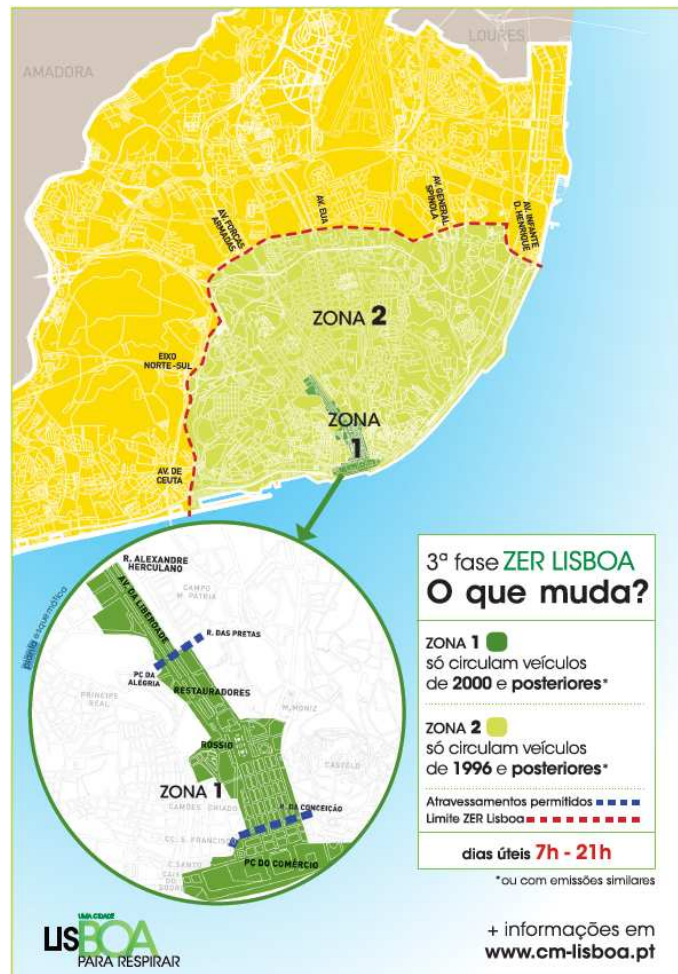 LOURES
AMADORA
AV. FORÇAS
ARMADAS
AV. EUA
AV. GENERAL
SPINOLA
AV. INFANTE
D. HENRIQUE
ZONA 2
EIXO
NORTE-SUL
ZONA
1
AV. DE
CEUTA
planta esquemática
R. ALEXANDRE
HERCULANO
CAMPO
M. PÁTRIA
AV. DA LIBERDADE
R. DAS PRETAS
PC DA
ALEGRIA
RESTAURADORES
PRINCIPE
REAL
M. MONIZ
ROSSIO
CASTELO
ZONA 1
CAMÕES CHIADO
R. DA CONCEIÇÃO
CÇ. S. FRANCISCO
C. SANTO
PC DO COMÉRCIO
3ª fase ZER LISBOA
O que muda?
ZONA 1
só circulam veículos
de 2000 e posteriores*
ZONA 2
só circulam veículos
de 1996 e posteriores*
Atravessamentos permitidos
Limite ZER Lisboa
dias úteis 7h - 21h
*ou com emissões similares
UMA CIDADE
LISBOA
PARA RESPIRAR
+ informações em
www.cm-lisboa.pt